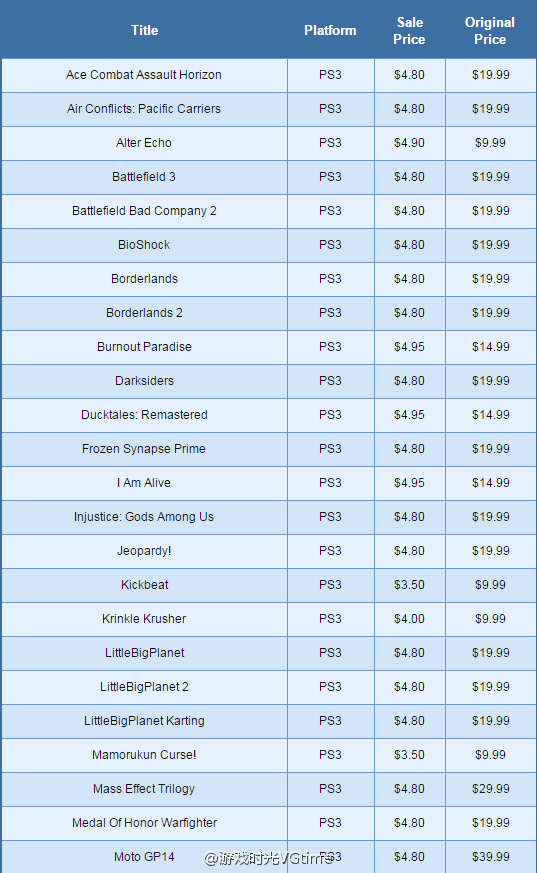 Title Platform Sale Price Original Price
Ace Combat Assault Horizon PS3 $4.80 $19.99
Air Conflicts: Pacific Carriers PS3 $4.80 $19.99
Alter Echo PS3 $4.90 $9.99
Battlefield 3 PS3 $4.80 $19.99
Battlefield Bad Company 2 PS3 $4.80 $19.99
BioShock PS3 $4.80 $19.99
Borderlands PS3 $4.80 $19.99
Borderlands 2 PS3 $4.80 $19.99
Burnout Paradise PS3 $4.95 $14.99
Darksiders PS3 $4.80 $19.99
Ducktales: Remastered PS3 $4.95 $14.99
Frozen Synapse Prime PS3 $4.80 $19.99
I Am Alive PS3 $4.95 $14.99
Injustice: Gods Among Us PS3 $4.80 $19.99
Jeopardy! PS3 $4.80 $19.99
Kickbeat PS3 $3.50 $9.99
Krinkle Krusher PS3 $4.00 $9.99
LittleBigPlanet PS3 $4.80 $19.99
LittleBigPlanet 2 PS3 $4.80 $19.99
LittleBigPlanet Karting PS3 $4.80 $19.99
Mamorukun Curse! PS3 $3.50 $9.99
Mass Effect Trilogy PS3 $4.80 $29.99
Medal Of Honor Warfighter PS3 $4.80 $19.99
Moto GP14 PS3 $4.80 $39.99
@游戏时光VGtime